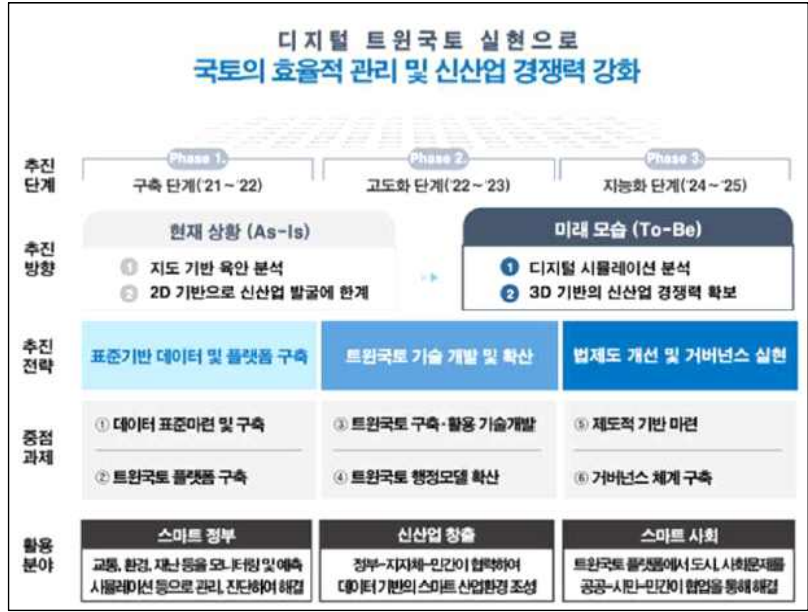 디지털 트윈국토 실현으로
국토의 효율적 관리 및 신산업 경쟁력 강화
추진
단계
Phase 1.
구축 단계('21~'22)
Phase 2.
고도화 단계('22~'23)
Phase 3.
지능화 단계('24~'25)
추진
방향
현재 상황 (As-Is)
1 지도 기반 육안 분석
2 2D 기반으로 신산업 발굴에 한계
미래 모습 (To-Be)
1 디지털 시뮬레이션 분석
2 3D 기반의 신산업 경쟁력 확보
추진
전략
표준기반 데이터 및 플랫폼 구축
트윈국토 기술 개발 및 확산
법제도 개선 및 거버넌스 실현
중점
과제
① 데이터 표준마련 및 구축
② 트윈국토 플랫폼 구축
③ 트윈국토 구축·활용 기술개발
④ 트윈국토 행정모델 확산
⑤ 제도적 기반 마련
⑥ 거버넌스 체계 구축
활용
분야
스마트 정부
교통, 환경, 재난 등을 모니터링 및 예측
시뮬레이션 등으로 관리, 진단하여 해결
신산업 창출
정부-지자체-민간이 협력하여
데이터 기반의 스마트 산업환경 조성
스마트 사회
트윈국토 플랫폼에서 도시, 사회문제를
공공-시민-민간이 협업을 통해 해결